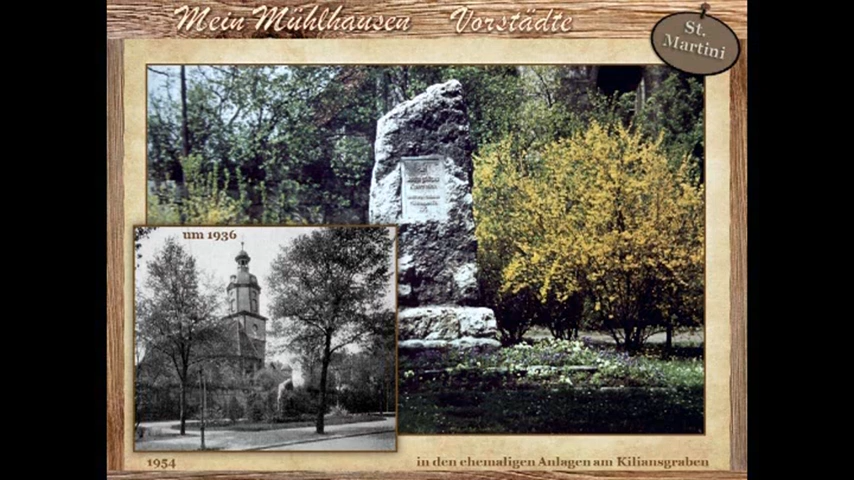 Mein Mühlhausen Vorstädte
St.
Martini
um 1936
1954
in den ehemaligen Anlagen am Kiliansgraben